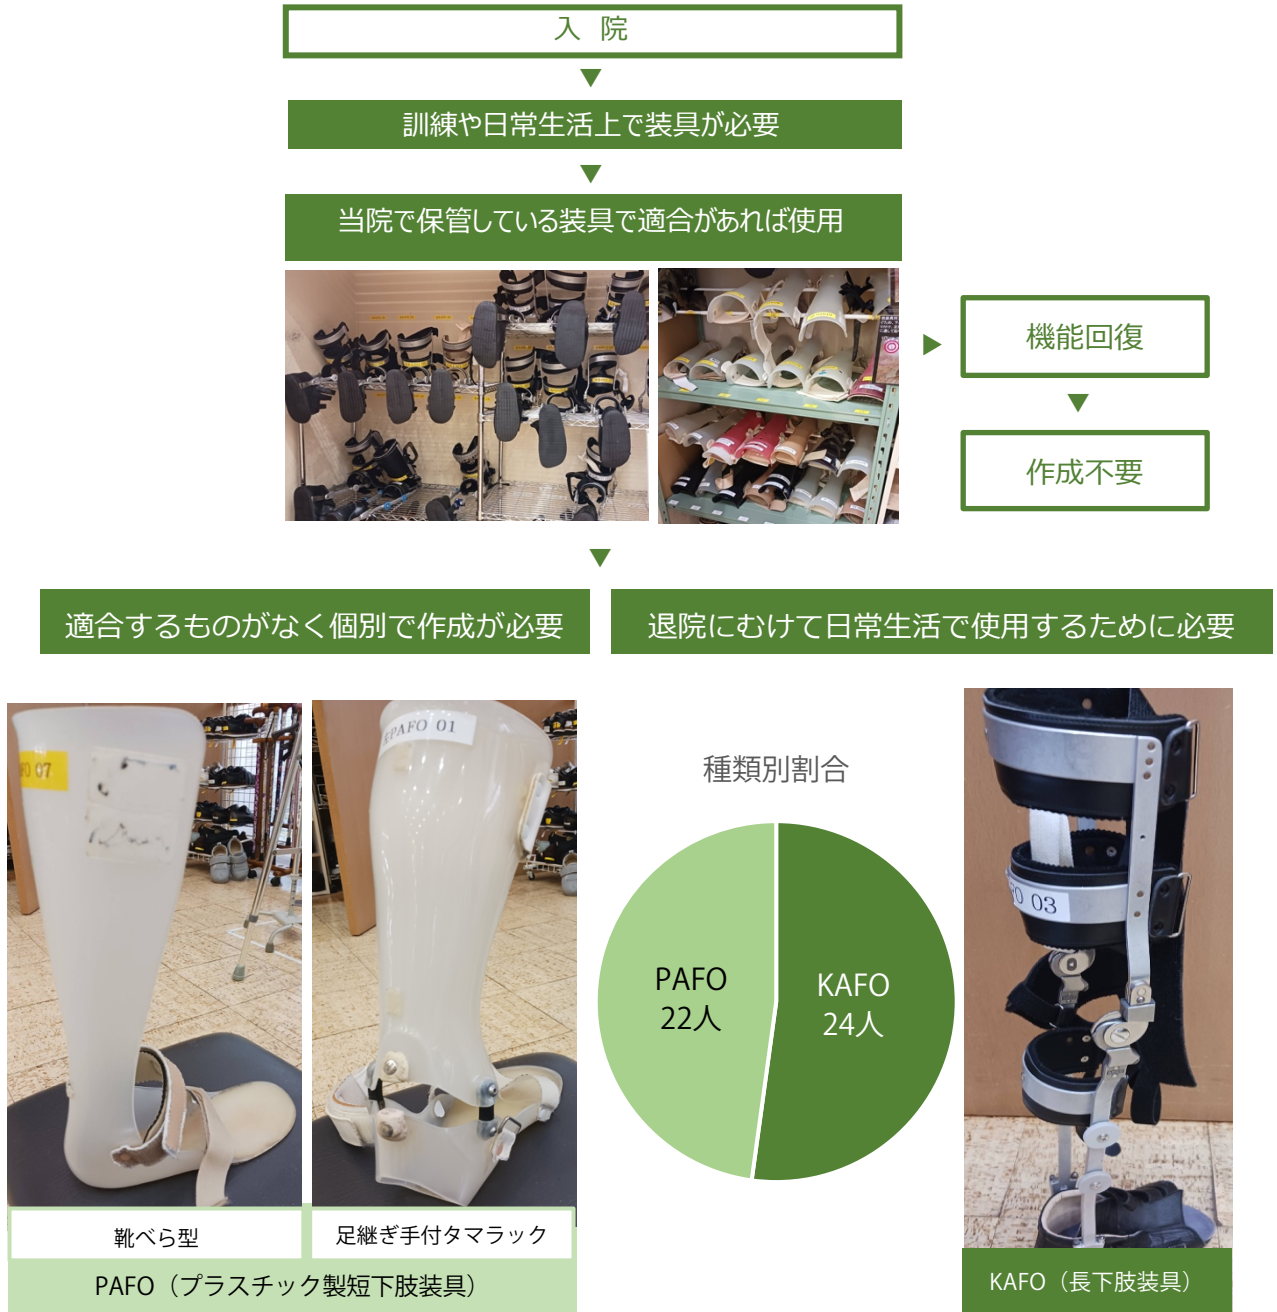 入 院
訓練や日常生活上で装具が必要
当院で保管している装具で適合があれば使用
機能回復
作成不要
適合するものがなく個別で作成が必要
退院にむけて日常生活で使用するために必要
07
PAFO 01
種類別割合
PAFO
22人
KAFO
24人
03
靴べら型
足継ぎ手付タマラック
PAFO（プラスチック製短下肢装具）
KAFO（長下肢装具）